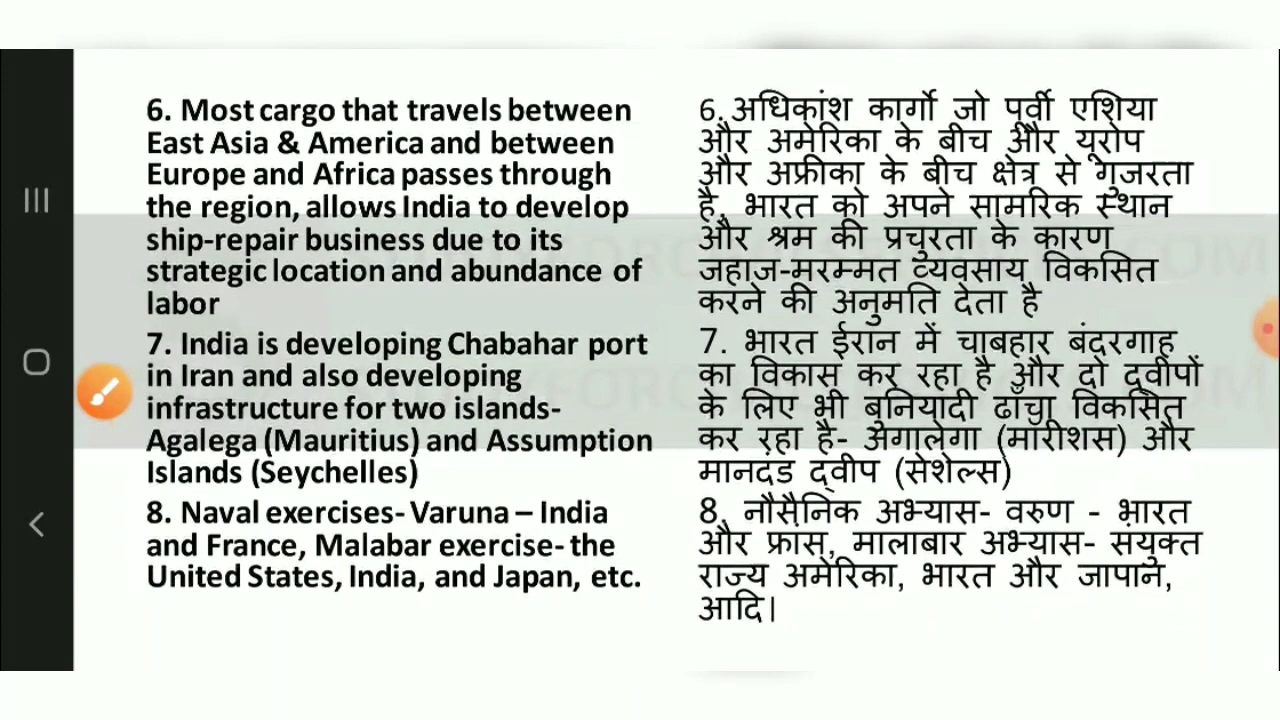 6. Most cargo that travels between
East Asia & America and between
Europe and Africa passes through
the region, allows India to develop
ship-repair business due to its
strategic location and abundance of
labor
7. India is developing Chabahar port
in Iran and also developing
infrastructure for two islands-
Agalega (Mauritius) and Assumption
Islands (Seychelles)
8. Naval exercises- Varuna – India
and France, Malabar exercise- the
United States, India, and Japan, etc.
6. अधिकांश कार्गो जो पूर्वी एशिया
और अमेरिका के बीच और यूरोप
और अफ्रीका के बीच क्षेत्र से गुजरता
है, भारत को अपने सामरिक स्थान
और श्रम की प्रचुरता के कारण
जहाज-मरम्मत व्यवसाय विकसित
करने की अनुमति देता है
7. भारत ईरान में चाबहार बंदरगाह
का विकास कर रहा है और दो द्वीपों
के लिए भी बुनियादी ढाँचा विकसित
कर रहा है- अगालेगा (मॉरीशस) और
मानदंड द्वीप (सेशेल्स)
8. नौसैनिक अभ्यास- वरुण - भारत
और फ्रांस, मालाबार अभ्यास- संयुक्त
राज्य अमेरिका, भारत और जापान,
आदि।